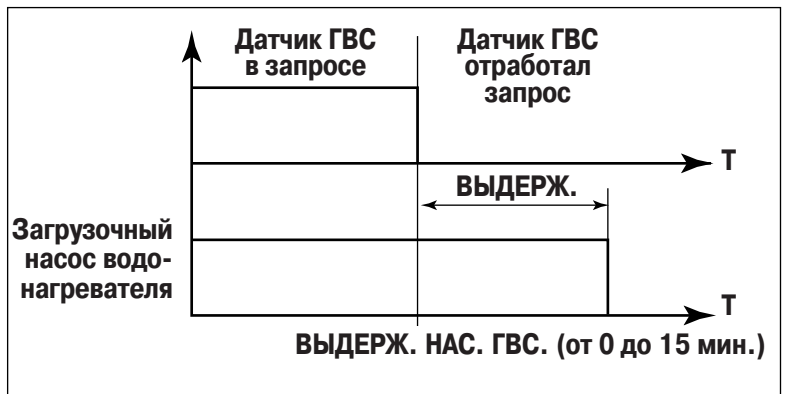 Датчик ГВС
в запросе
Датчик ГВС
отработал
запрос
Т
ВЫДЕРЖ.
Загрузочный
насос водо-
нагревателя
Т
ВЫДЕРЖ. НАС. ГВС. (от 0 до 15 мин.)